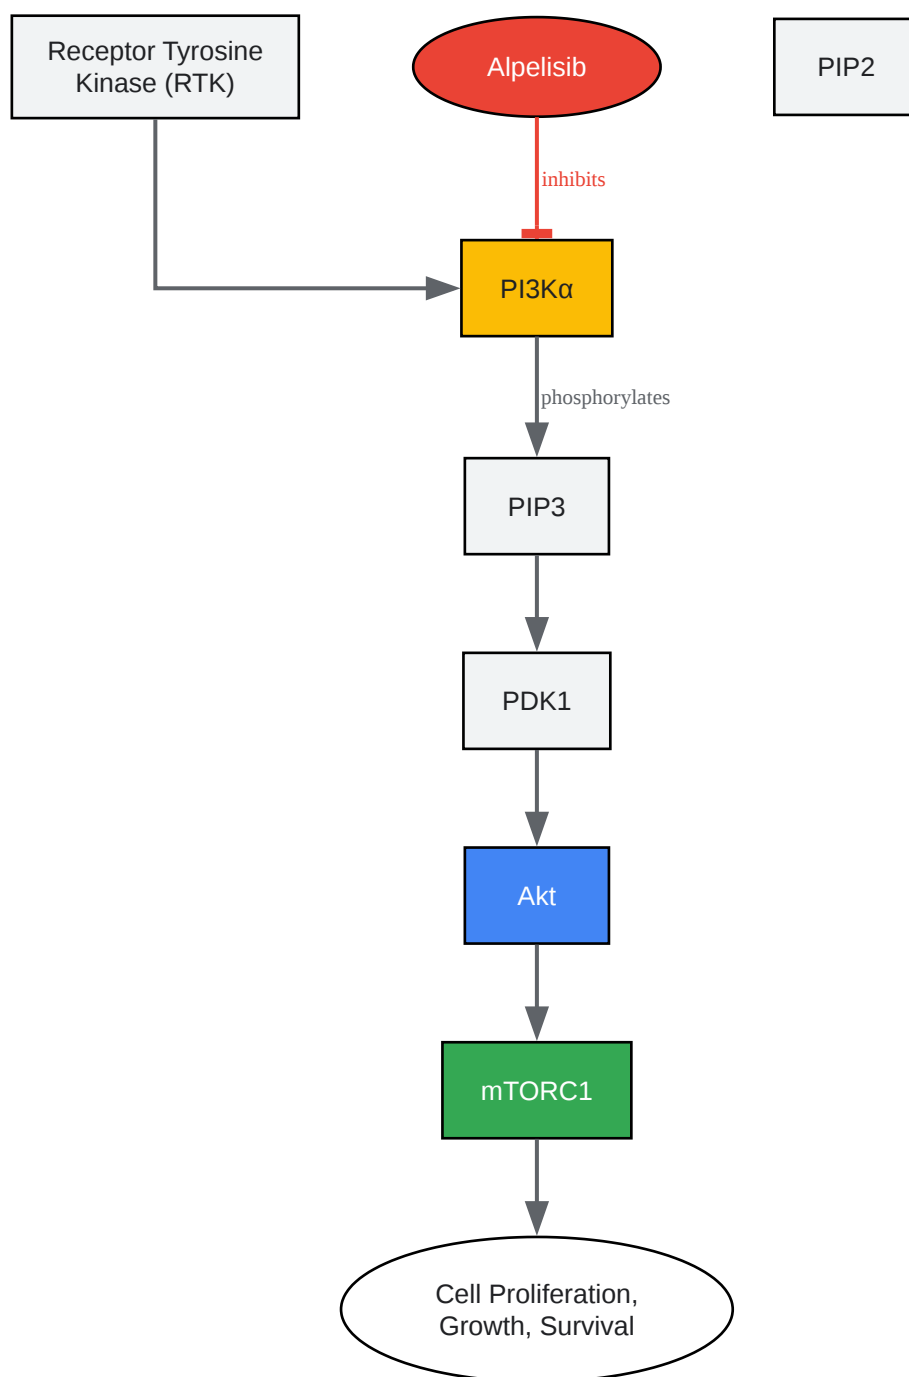 Receptor Tyrosine
Kinase (RTK)
Alpelisib
PIP2
inhibits
PI3Kα
phosphorylates
PIP3
PDK1
Akt
mTORC1
Cell Proliferation,
Growth, Survival